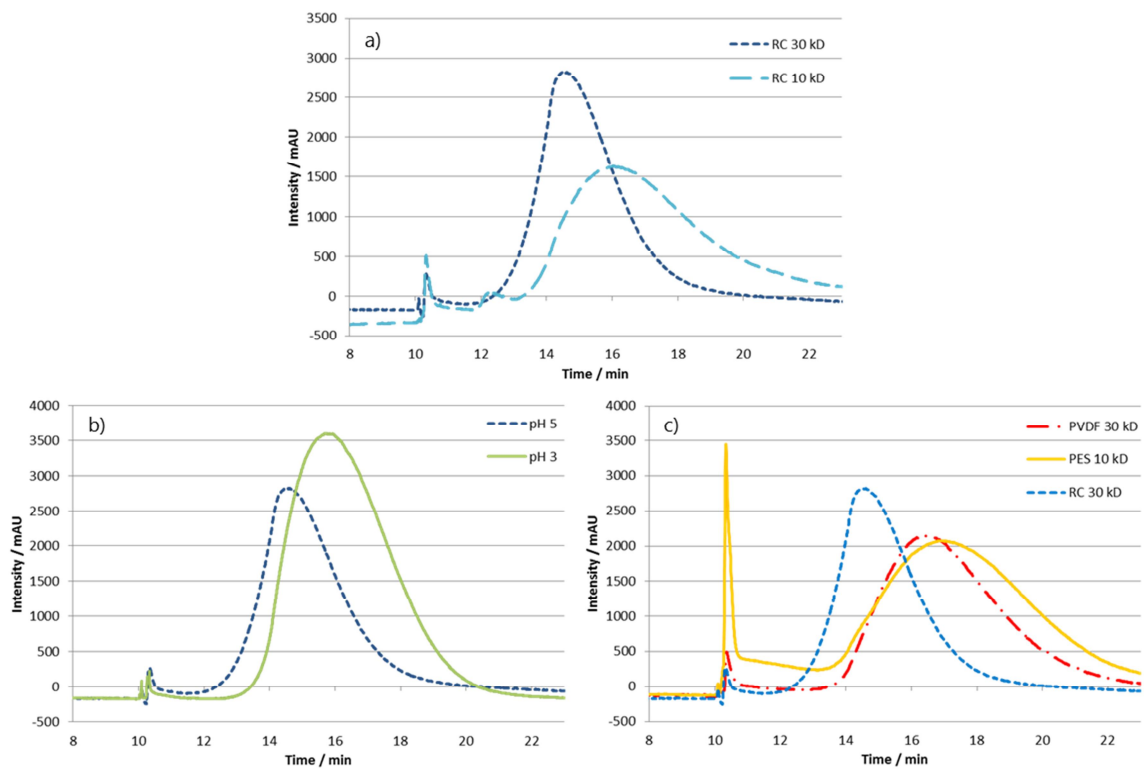 a)
RC 30 kD
RC 10 kD
3500
3000
2500
2000
1500
1000
500
0
-500
Intensity / mAU
8 10 12 14 16 18 20 22
Time / min
b)
pH 5
pH 3
4000
3500
3000
2500
2000
1500
1000
500
0
-500
Intensity / mAU
8 10 12 14 16 18 20 22
Time / min
c)
PVDF 30 kD
PES 10 kD
RC 30 kD
4000
3500
3000
2500
2000
1500
1000
500
0
-500
Intensity / mAU
8 10 12 14 16 18 20 22
Time / min